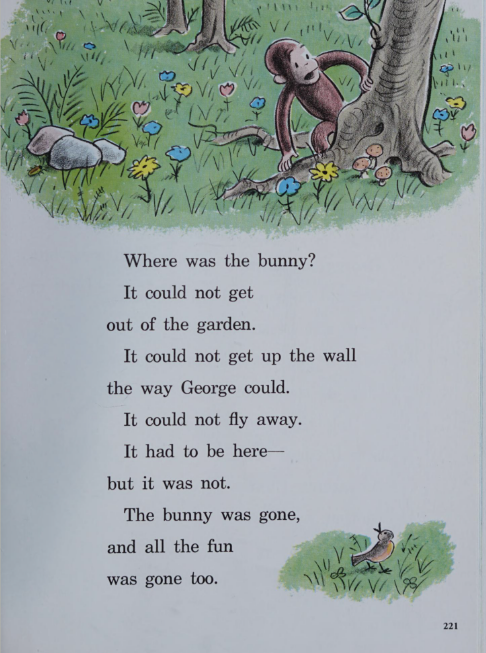 Where was the bunny?
It could not get
out of the garden.
It could not get up the wall
the way George could.
It could not fly away.
It had to be here—
but it was not.
The bunny was gone,
and all the fun
was gone too.
221